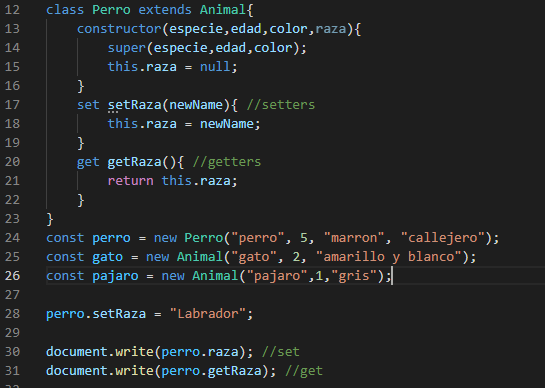 12 class Perro extends Animal{
13     constructor(especie,edad,color,raza){
14         super(especie,edad,color);
15         this.raza = null;
16     }
17     set setRaza(newName){ //setters
18         this.raza = newName;
19     }
20     get getRaza(){ //getters
21         return this.raza;
22     }
23 }
24 const perro = new Perro("perro", 5, "marron", "callejero");
25 const gato = new Animal("gato", 2, "amarillo y blanco");
26 const pajaro = new Animal("pajaro",1,"gris");
27
28 perro.setRaza = "Labrador";
29
30 document.write(perro.raza); //set
31 document.write(perro.getRaza); //get